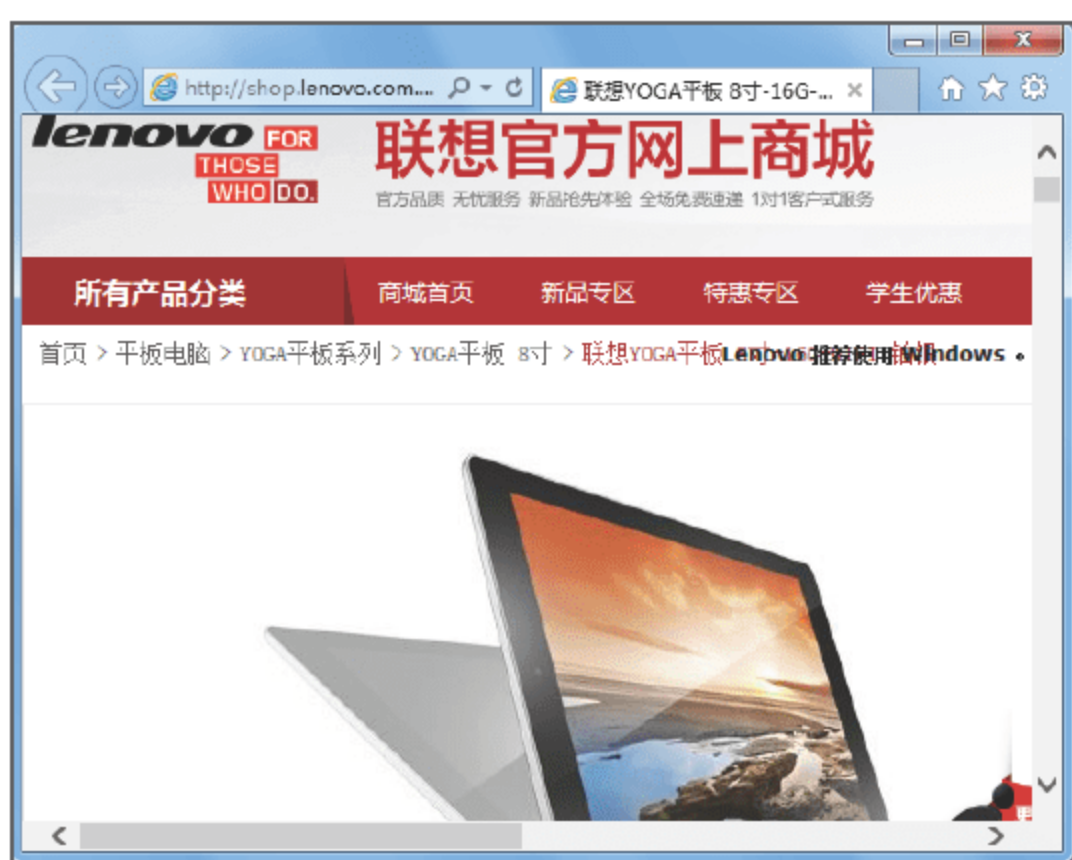 http://shop.lenovo.com.... 联想YOGA平板 8寸-16G-...
lenovo FOR
THOSE
WHO DO.
联想官方网上商城
官方品质 无忧服务 新品抢先体验 全场免费速递 1对1客户式服务
所有产品分类 商城首页 新品专区 特惠专区 学生优惠
首页 > 平板电脑 > YOGA平板系列 > YOGA平板 8寸 > 联想YOGA平板 Lenovo 推荐使用 Windows 。